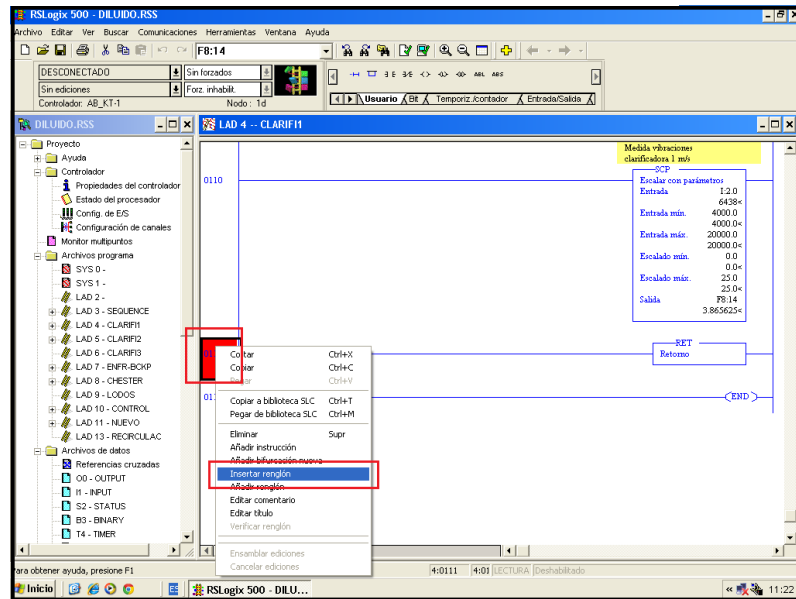 RSLogix 500 - DILUIDO.RSS
Archivo Editar Ver Buscar Comunicaciones Herramientas Ventana Ayuda
F8:14
DESCONECTADO Sin forzados
Sin ediciones Forz. inhabilit.
Controlador: AB_KT-1 Nodo : 1d
ABL ABS
Usuario Bit Temporiz./contador Entrada/Salida
DILUIDO.RSS
Proyecto
Ayuda
Controlador
Propiedades del controlador
Estado del procesador
Config. de E/S
Configuración de canales
Monitor multipuntos
Archivos programa
SYS 0 -
SYS 1 -
LAD 2 -
LAD 3 - SEQUENCE
LAD 4 - CLARIFI1
LAD 5 - CLARIFI2
LAD 6 - CLARIFI3
LAD 7 - ENFR-BCKP
LAD 8 - CHESTER
LAD 9 - LODOS
LAD 10 - CONTROL
LAD 11 - NUEVO
LAD 13 - RECIRCULAC
Archivos de datos
Referencias cruzadas
O0 - OUTPUT
I1 - INPUT
S2 - STATUS
B3 - BINARY
T4 - TIMER
LAD 4 -- CLARIFI1
Medida vibraciones
clarificadora 1 m/s
0110
SCP
Escalar con parámetros
Entrada I:2.0
6438<
Entrada mín. 4000.0
4000.0<
Entrada máx. 20000.0
20000.0<
Escalado mín. 0.0
0.0<
Escalado máx. 25.0
25.0<
Salida F8:14
3.865625<
RET
Retorno
END
Cortar Ctrl+X
Copiar Ctrl+C
Pegar Ctrl+V
Copiar a biblioteca SLC Ctrl+T
Pegar de biblioteca SLC Ctrl+M
Eliminar Supr
Añadir instrucción
Añadir bifurcación nueva
Insertar renglón
Añadir renglón
Editar comentario
Editar título
Verificar renglón
Ensamblar ediciones
Cancelar ediciones
Para obtener ayuda, presione F1
4:0111 4:01 LECTURA Deshabilitado
Inicio
RSLogix 500 - DILU...
11:22